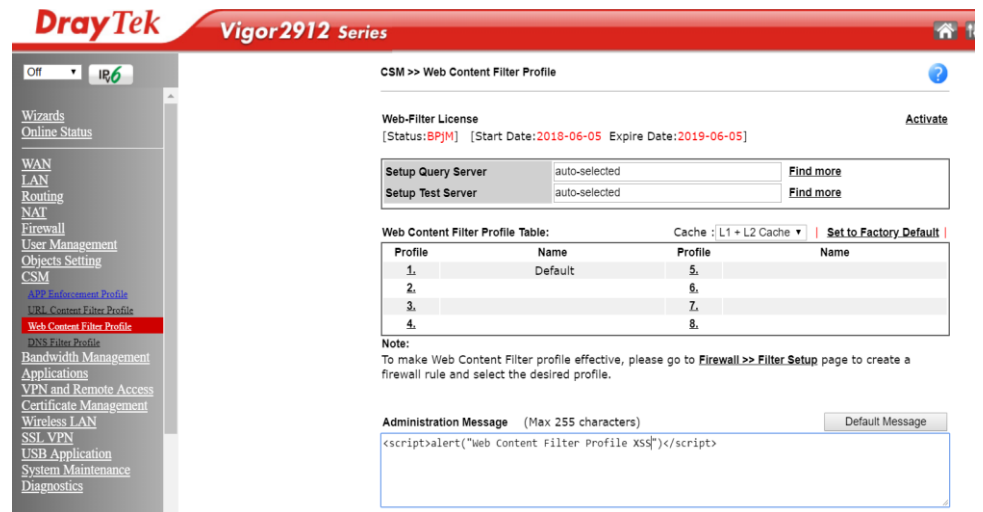 DrayTek
Vigor2912 Series
Off
IPv6
Wizards
Online Status
WAN
LAN
Routing
NAT
Firewall
User Management
Objects Setting
CSM
APP Enforcement Profile
URL Content Filter Profile
Web Content Filter Profile
DNS Filter Profile
Bandwidth Management
Applications
VPN and Remote Access
Certificate Management
Wireless LAN
SSL VPN
USB Application
System Maintenance
Diagnostics
CSM >> Web Content Filter Profile
?
Web-Filter License Activate
[Status:BPjM] [Start Date:2018-06-05 Expire Date:2019-06-05]
Setup Query Server auto-selected Find more
Setup Test Server auto-selected Find more
Web Content Filter Profile Table: Cache : L1 + L2 Cache | Set to Factory Default |
Profile Name Profile Name
1. Default 5.
2. 6.
3. 7.
4. 8.
Note:
To make Web Content Filter profile effective, please go to Firewall >> Filter Setup page to create a
firewall rule and select the desired profile.
Administration Message (Max 255 characters) Default Message
<script>alert("Web Content Filter Profile XSS")</script>